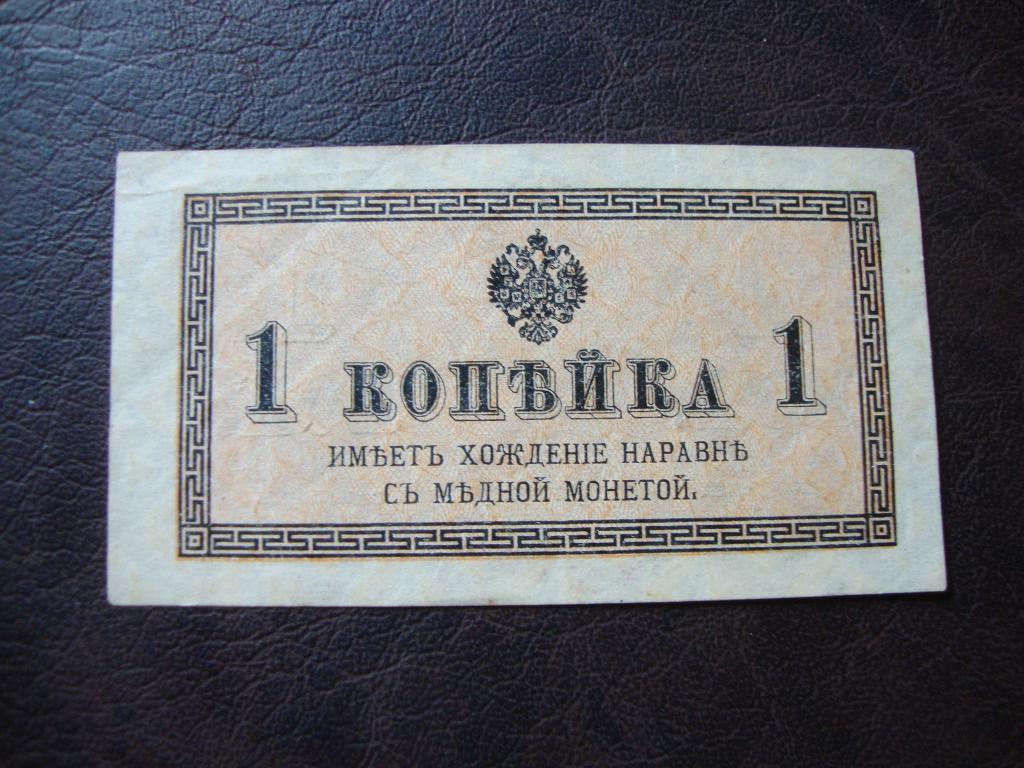 1 КОПѢЙКА 1
ИМѢЕТЪ ХОЖДЕНІЕ НАРАВНѢ
СЪ МѢДНОЙ МОНЕТОЙ.